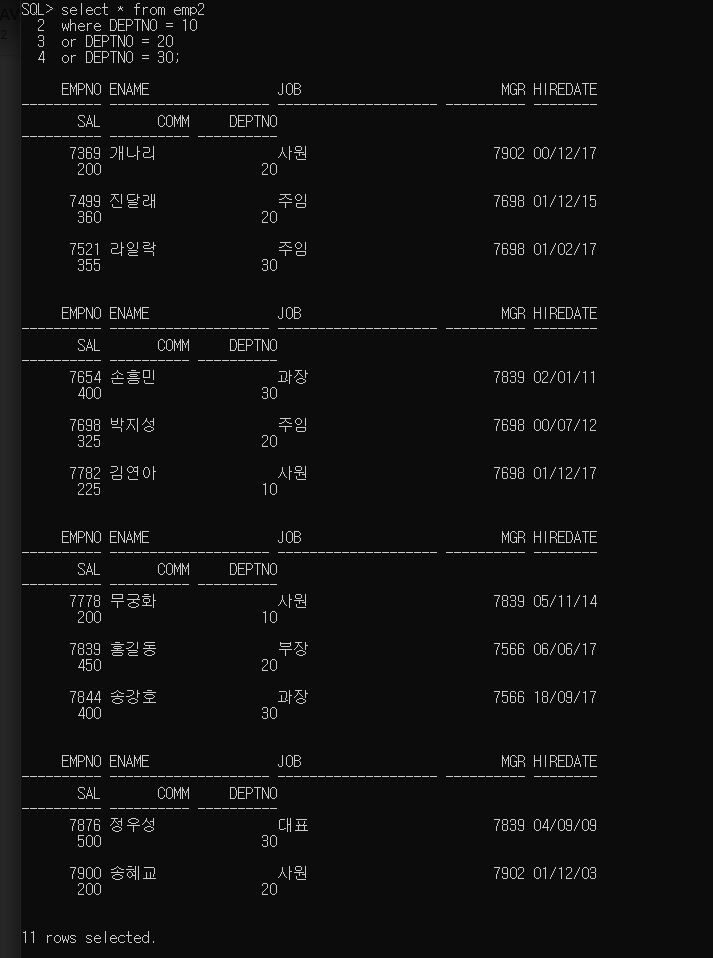 SQL> select * from emp2
2 where DEPTNO = 10
3 or DEPTNO = 20
4 or DEPTNO = 30;
EMPNO ENAME JOB MGR HIREDATE
---------- -------------------- -------------------- ---------- --------
SAL COMM DEPTNO
---------- ---------- ----------
7369 개나리 사원 7902 00/12/17
200 20
7499 진달래 주임 7698 01/12/15
360 20
7521 라일락 주임 7698 01/02/17
355 30
EMPNO ENAME JOB MGR HIREDATE
---------- -------------------- -------------------- ---------- --------
SAL COMM DEPTNO
---------- ---------- ----------
7654 손흥민 과장 7839 02/01/11
400 30
7698 박지성 주임 7698 00/07/12
325 20
7782 김연아 사원 7698 01/12/17
225 10
EMPNO ENAME JOB MGR HIREDATE
---------- -------------------- -------------------- ---------- --------
SAL COMM DEPTNO
---------- ---------- ----------
7778 무궁화 사원 7839 05/11/14
200 10
7839 홍길동 부장 7566 06/06/17
450 20
7844 송강호 과장 7566 18/09/17
400 30
EMPNO ENAME JOB MGR HIREDATE
---------- -------------------- -------------------- ---------- --------
SAL COMM DEPTNO
---------- ---------- ----------
7876 정우성 대표 7839 04/09/09
500 30
7900 송혜교 사원 7902 01/12/03
200 20
11 rows selected.